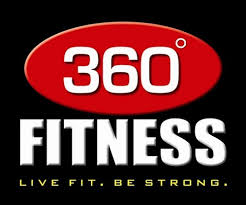 360°
FITNESS
LIVE FIT. BE STRONG.